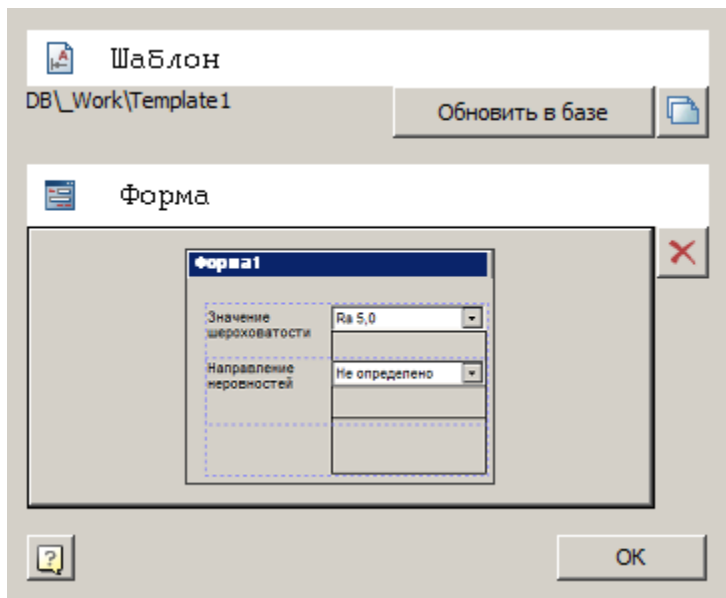 Шаблон
DB\_Work\Template1
Обновить в базе
Форма
Форма1
Значение
шероховатости
Ra 5,0
Направление
неровностей
Не определено
OK